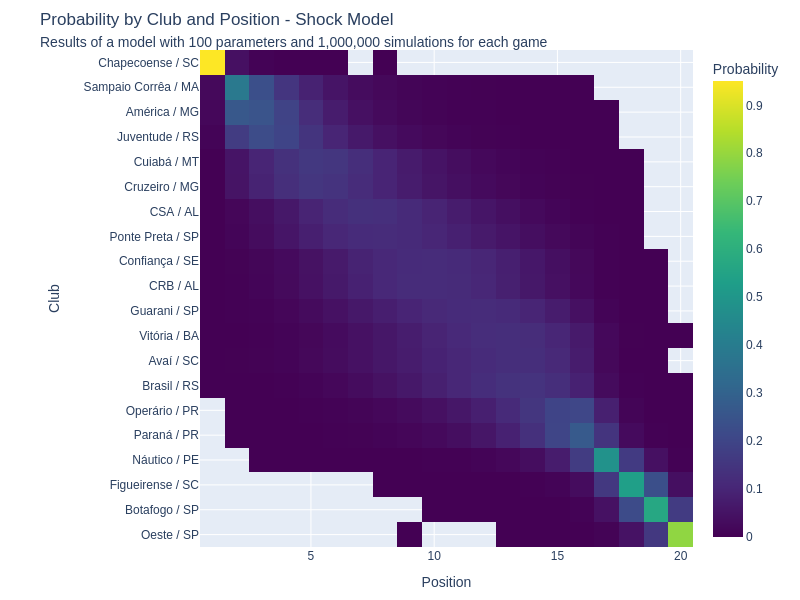 Probability by Club and Position - Shock Model
Results of a model with 100 parameters and 1,000,000 simulations for each game
Probability
Club
Chapecoense / SC
Sampaio Corrêa / MA
América / MG
Juventude / RS
Cuiabá / MT
Cruzeiro / MG
CSA / AL
Ponte Preta / SP
Confiança / SE
CRB / AL
Guarani / SP
Vitória / BA
Avaí / SC
Brasil / RS
Operário / PR
Paraná / PR
Náutico / PE
Figueirense / SC
Botafogo / SP
Oeste / SP
0.9
0.8
0.7
0.6
0.5
0.4
0.3
0.2
0.1
0
5 10 15 20
Position